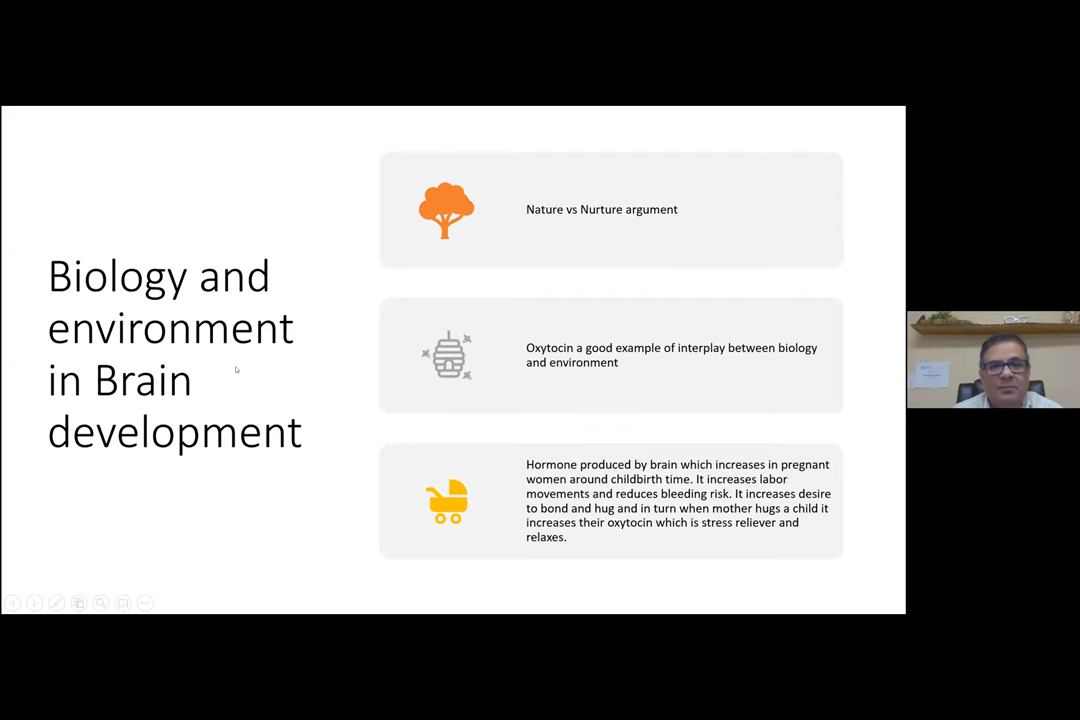 Biology and
environment
in Brain
development
Nature vs Nurture argument
Oxytocin a good example of interplay between biology
and environment
Hormone produced by brain which increases in pregnant
women around childbirth time. It increases labor
movements and reduces bleeding risk. It increases desire
to bond and hug and in turn when mother hugs a child it
increases their oxytocin which is stress reliever and
relaxes.